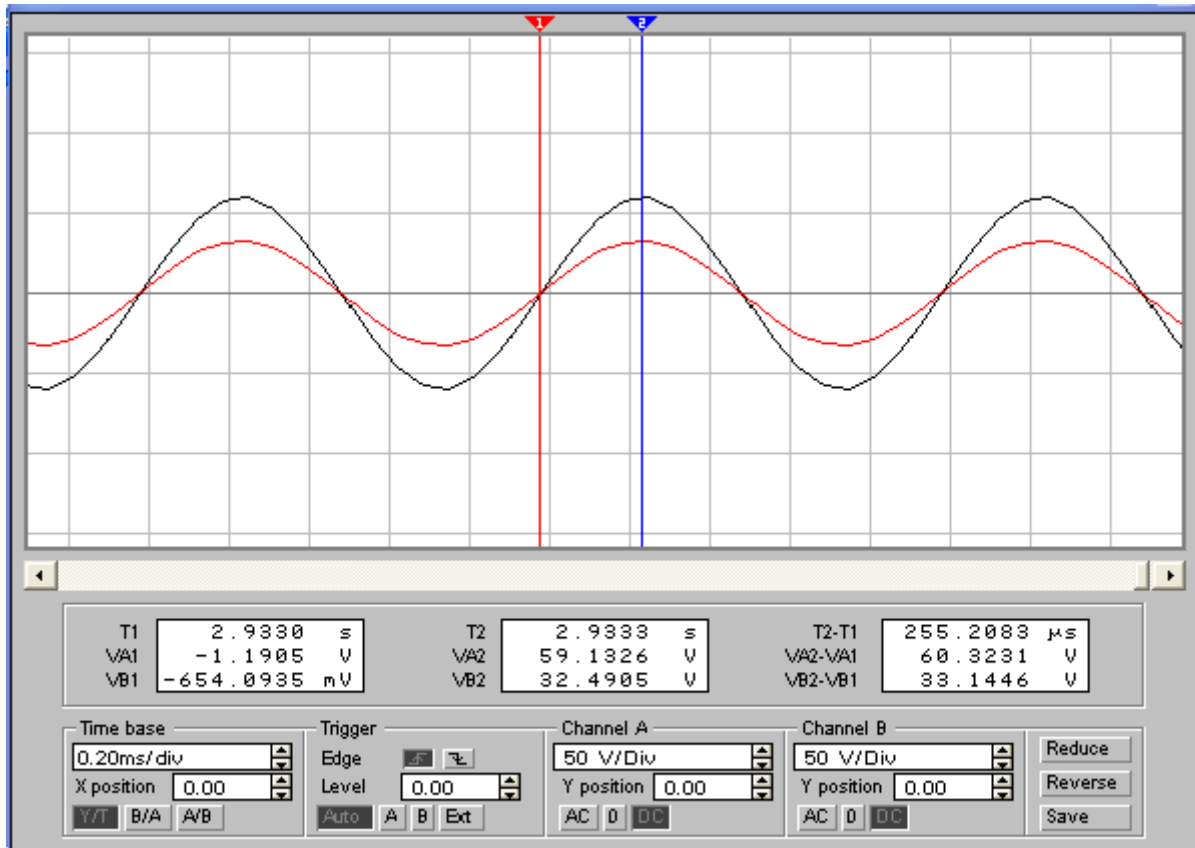 1 2
T1 2.9330 s T2 2.9333 s T2-T1 255.2083 µs
VA1 -1.1905 V VA2 59.1326 V VA2-VA1 60.3231 V
VB1 -654.0935 mV VB2 32.4905 V VB2-VB1 33.1446 V
Time base Trigger Channel A Channel B
0.20ms/div Edge 50 V/Div 50 V/Div Reduce
X position 0.00 Level 0.00 Y position 0.00 Y position 0.00 Reverse
Y/T B/A A/B Auto A B Ext AC 0 DC AC 0 DC Save